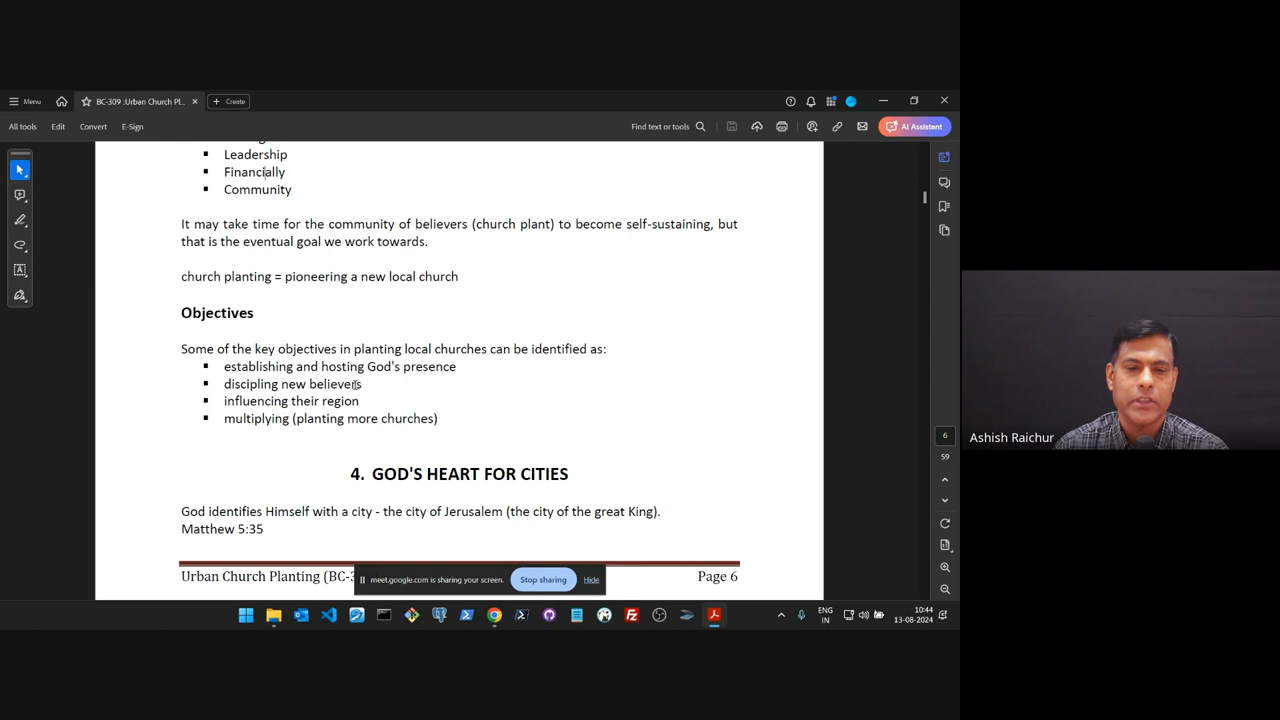 Menu
BC-309 :Urban Church Pl...
Create
All tools
Edit
Convert
E-Sign
Find text or tools
AI Assistant
Leadership
Financially
Community
It may take time for the community of believers (church plant) to become self-sustaining, but
that is the eventual goal we work towards.
church planting = pioneering a new local church
Objectives
Some of the key objectives in planting local churches can be identified as:
establishing and hosting God's presence
discipling new believers
influencing their region
multiplying (planting more churches)
4. GOD'S HEART FOR CITIES
God identifies Himself with a city - the city of Jerusalem (the city of the great King).
Matthew 5:35
Urban Church Planting (BC-3
Page 6
meet.google.com is sharing your screen.
Stop sharing
Hide
6
59
Ashish Raichur
ENG
IN
10:44
13-08-2024